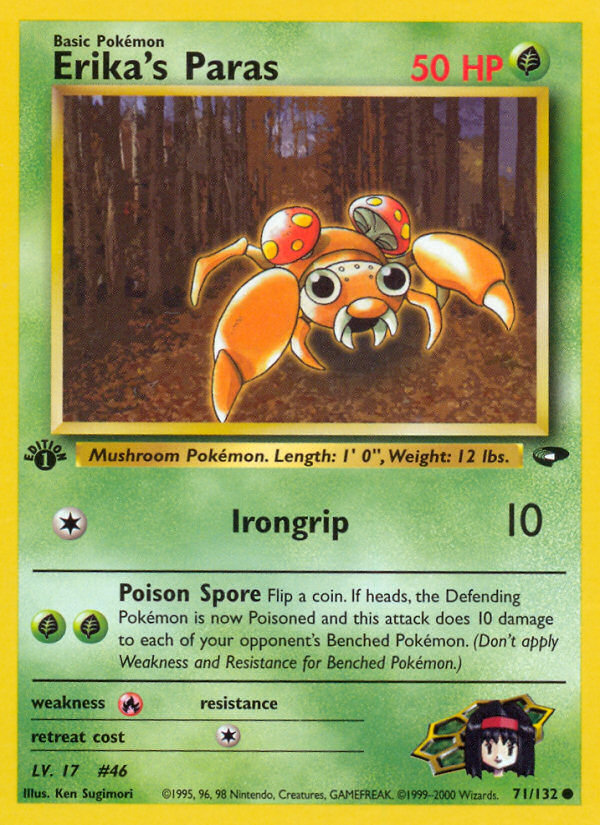 Basic Pokémon
Erika's Paras
50 HP
EDITION
1
Mushroom Pokémon. Length: 1' 0", Weight: 12 lbs.
Irongrip 10
Poison Spore Flip a coin. If heads, the Defending
Pokémon is now Poisoned and this attack does 10 damage
to each of your opponent's Benched Pokémon. (Don't apply
Weakness and Resistance for Benched Pokémon.)
weakness resistance
retreat cost
LV. 17 #46
Illus. Ken Sugimori ©1995, 96, 98 Nintendo, Creatures, GAMEFREAK. ©1999-2000 Wizards. 71/132